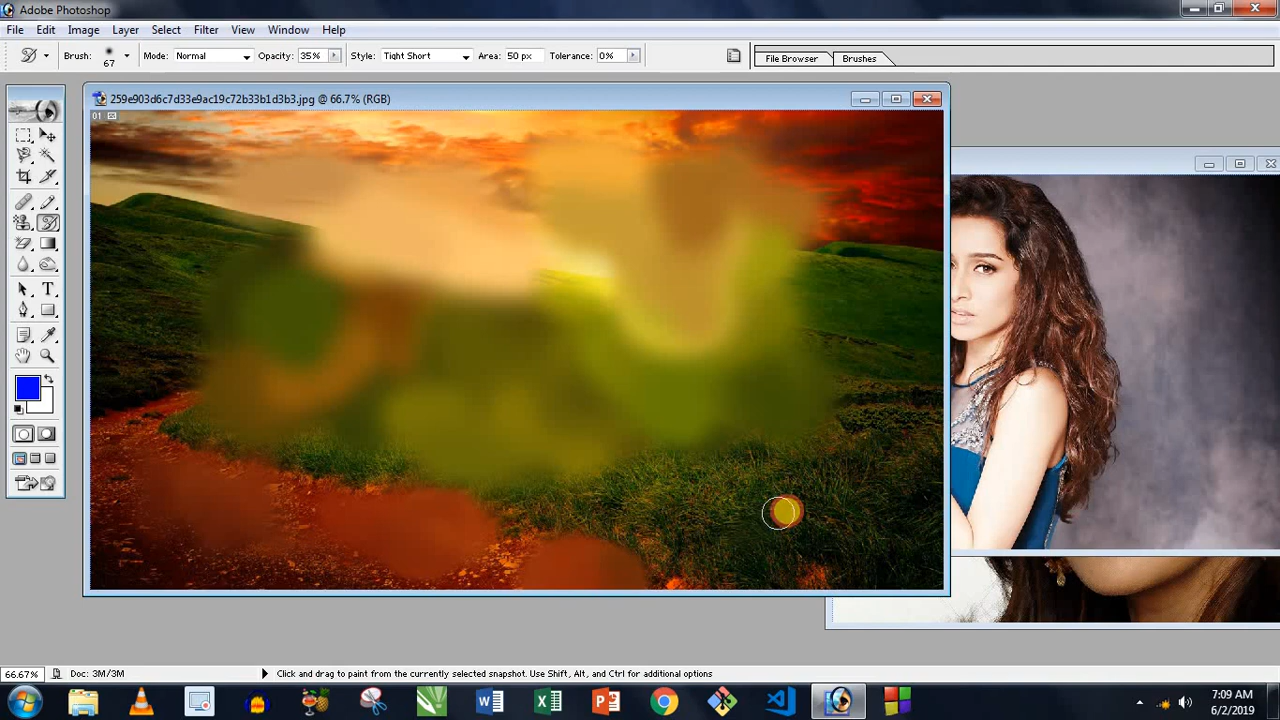 Adobe Photoshop
File Edit Image Layer Select Filter View Window Help
Brush: 67 Mode: Normal Opacity: 35% Style: Tight Short Area: 50 px Tolerance: 0% File Browser Brushes
259e903d6c7d33e9ac19c72b33b1d3b3.jpg @ 66.7% (RGB)
01
T
66.67% Doc: 3M/3M Click and drag to paint from the currently selected snapshot. Use Shift, Alt, and Ctrl for additional options
7:09 AM
6/2/2019